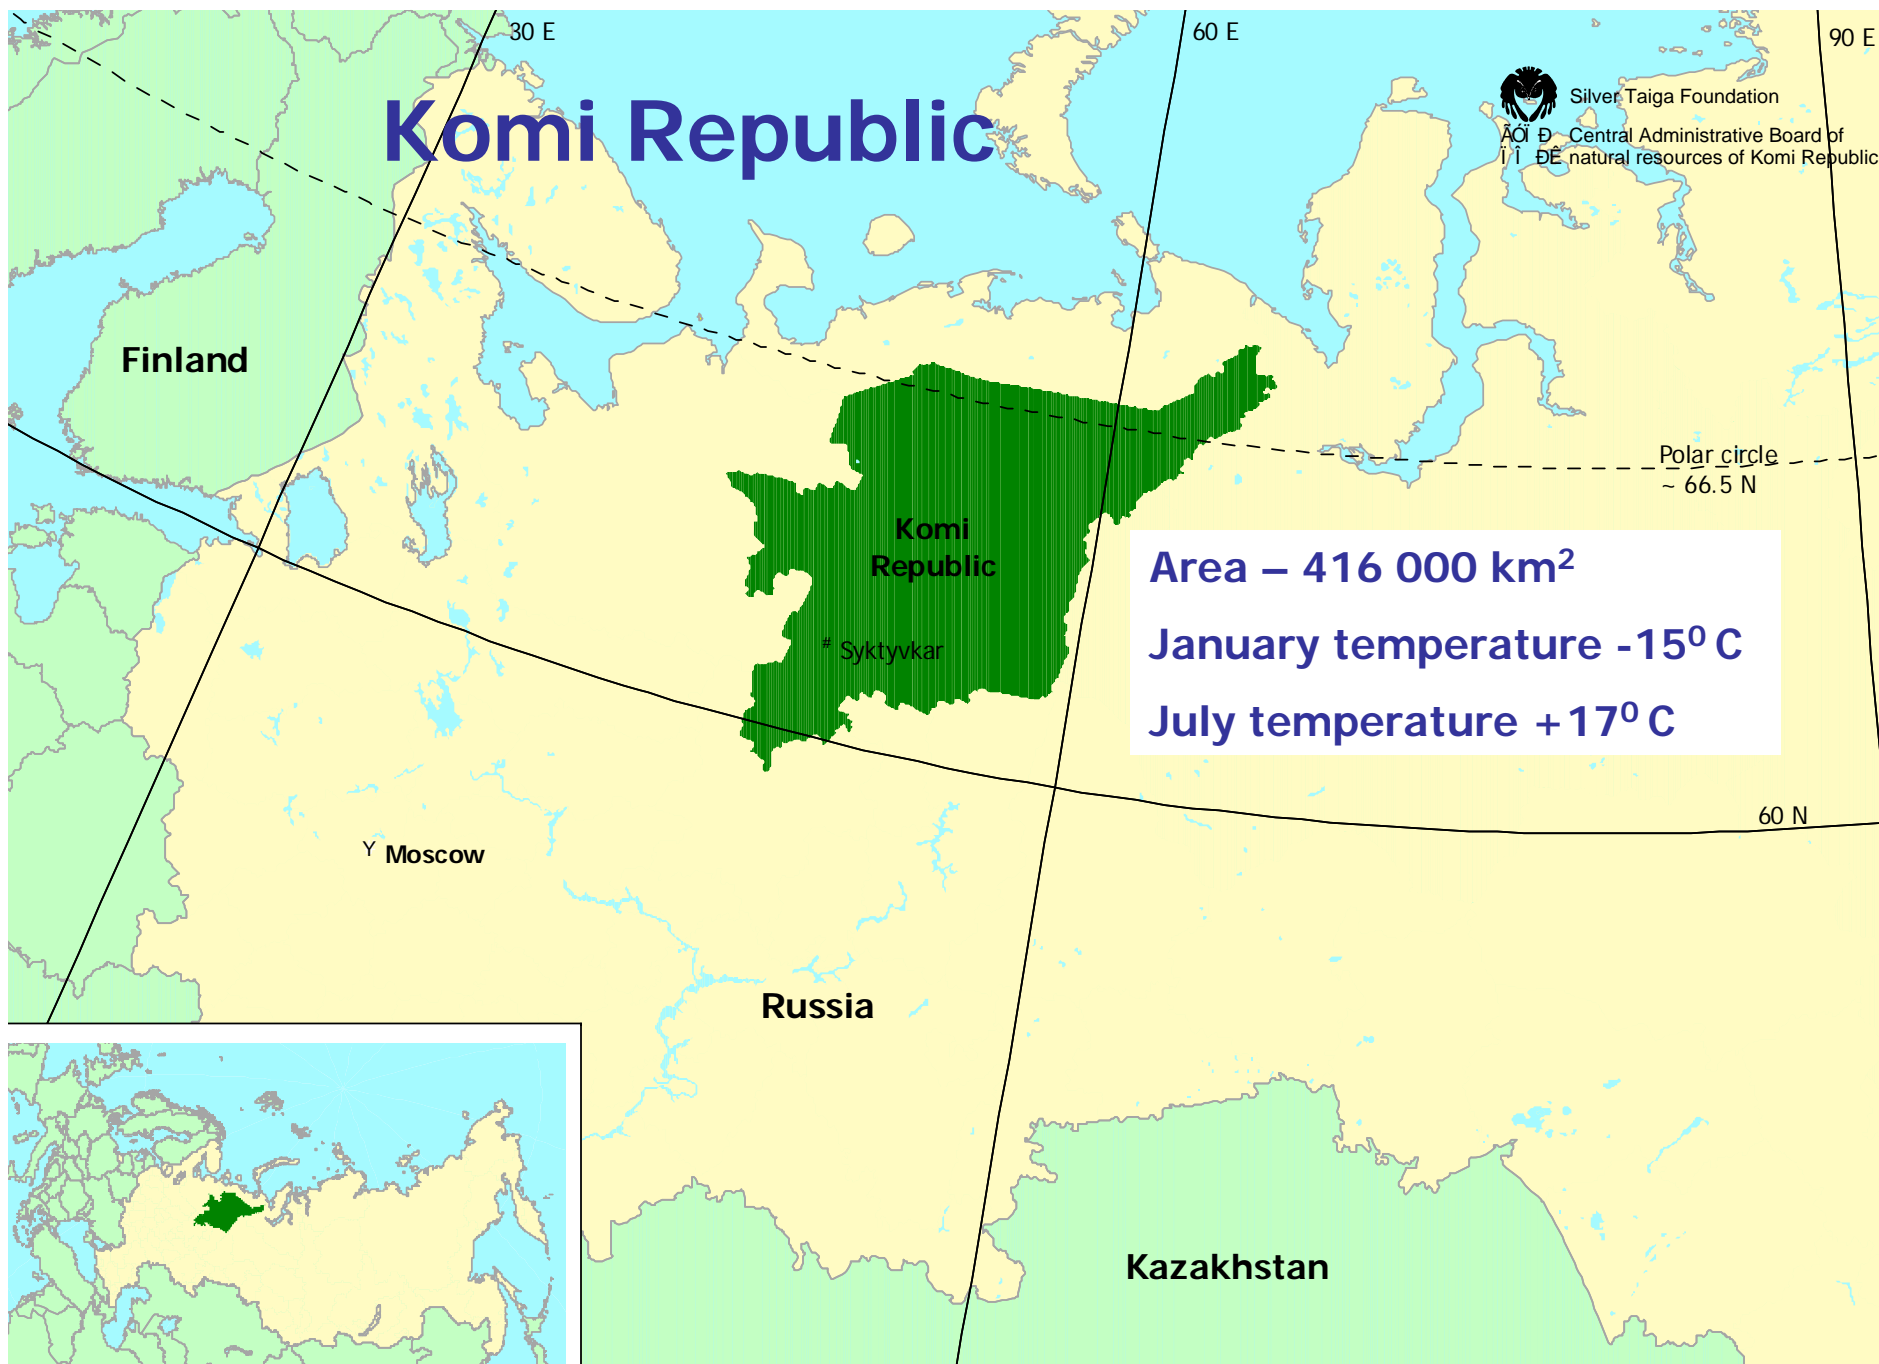 30 E
60 E
90 E
Komi Republic
Silver Taiga Foundation
ÃÓÏ Ð Central Administrative Board of
Ï Î ÐÊ natural resources of Komi Republic
Finland
Polar circle
~ 66.5 N
Komi
Republic
# Syktyvkar
Area – 416 000 km²
January temperature -15⁰ C
July temperature +17⁰ C
60 N
Y Moscow
Russia
Kazakhstan